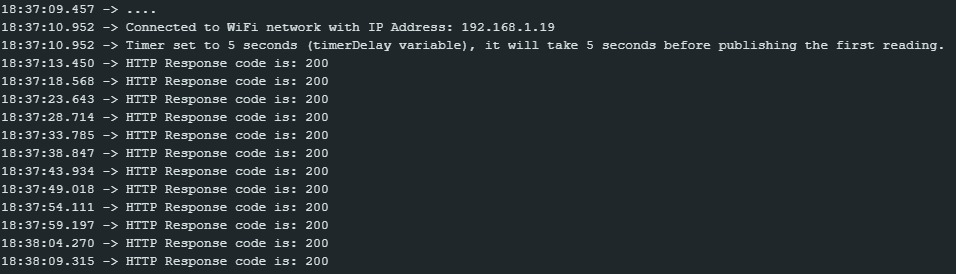 18:37:09.457 -> ....
18:37:10.952 -> Connected to WiFi network with IP Address: 192.168.1.19
18:37:10.952 -> Timer set to 5 seconds (timerDelay variable), it will take 5 seconds before publishing the first reading.
18:37:13.450 -> HTTP Response code is: 200
18:37:18.568 -> HTTP Response code is: 200
18:37:23.643 -> HTTP Response code is: 200
18:37:28.714 -> HTTP Response code is: 200
18:37:33.785 -> HTTP Response code is: 200
18:37:38.847 -> HTTP Response code is: 200
18:37:43.934 -> HTTP Response code is: 200
18:37:49.018 -> HTTP Response code is: 200
18:37:54.111 -> HTTP Response code is: 200
18:37:59.197 -> HTTP Response code is: 200
18:38:04.270 -> HTTP Response code is: 200
18:38:09.315 -> HTTP Response code is: 200